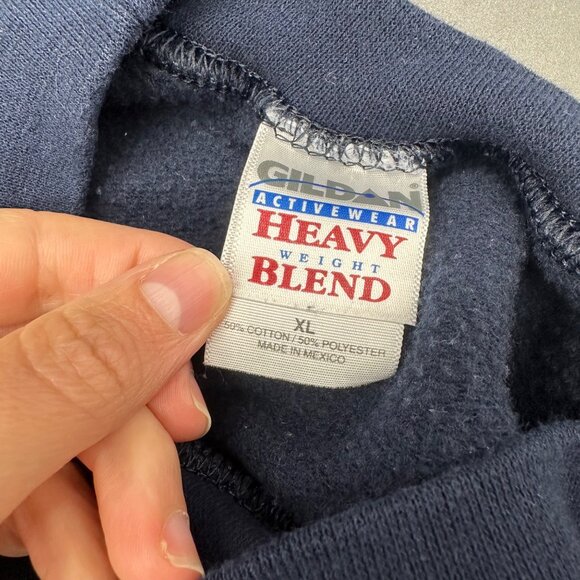 GILDAN®
ACTIVEWEAR
HEAVY
WEIGHT
BLEND
XL
50% COTTON / 50% POLYESTER
MADE IN MEXICO